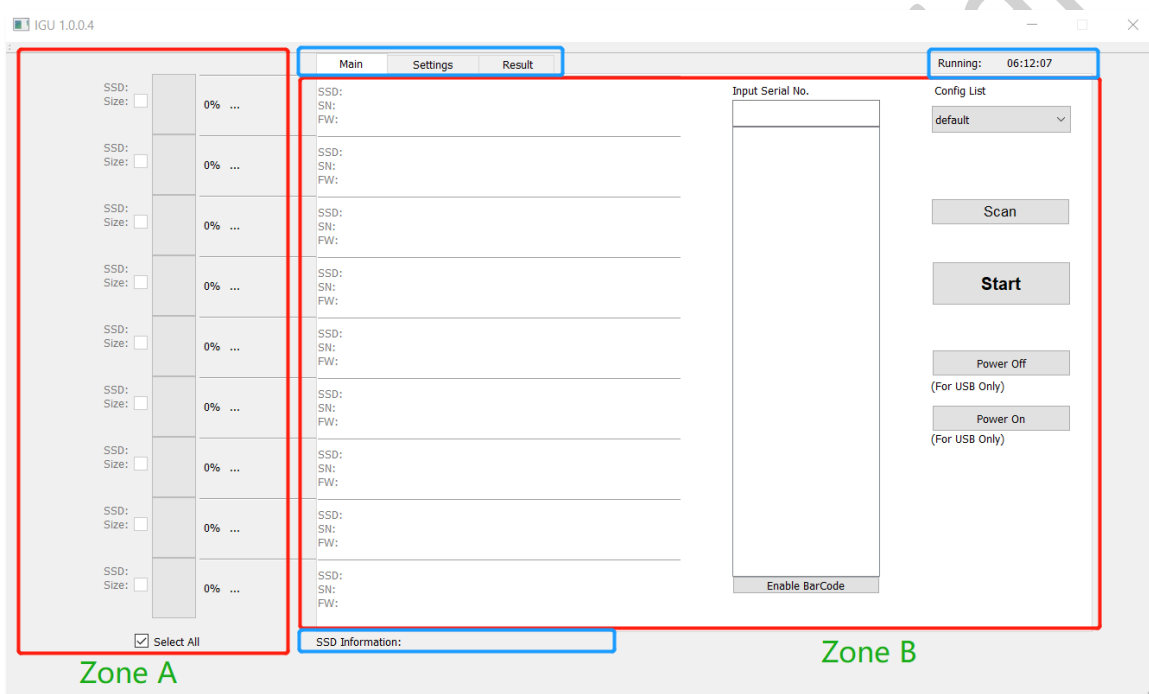 IGU 1.0.0.4
Main Settings Result
Running: 06:12:07
SSD:
Size:
0% ...
SSD:
Size:
0% ...
SSD:
Size:
0% ...
SSD:
Size:
0% ...
SSD:
Size:
0% ...
SSD:
Size:
0% ...
SSD:
Size:
0% ...
SSD:
Size:
0% ...
SSD:
Size:
0% ...
Select All
Zone A
SSD:
SN:
FW:
SSD:
SN:
FW:
SSD:
SN:
FW:
SSD:
SN:
FW:
SSD:
SN:
FW:
SSD:
SN:
FW:
SSD:
SN:
FW:
SSD:
SN:
FW:
SSD:
SN:
FW:
SSD Information:
Input Serial No.
Enable BarCode
Config List
default
Scan
Start
Power Off
(For USB Only)
Power On
(For USB Only)
Zone B